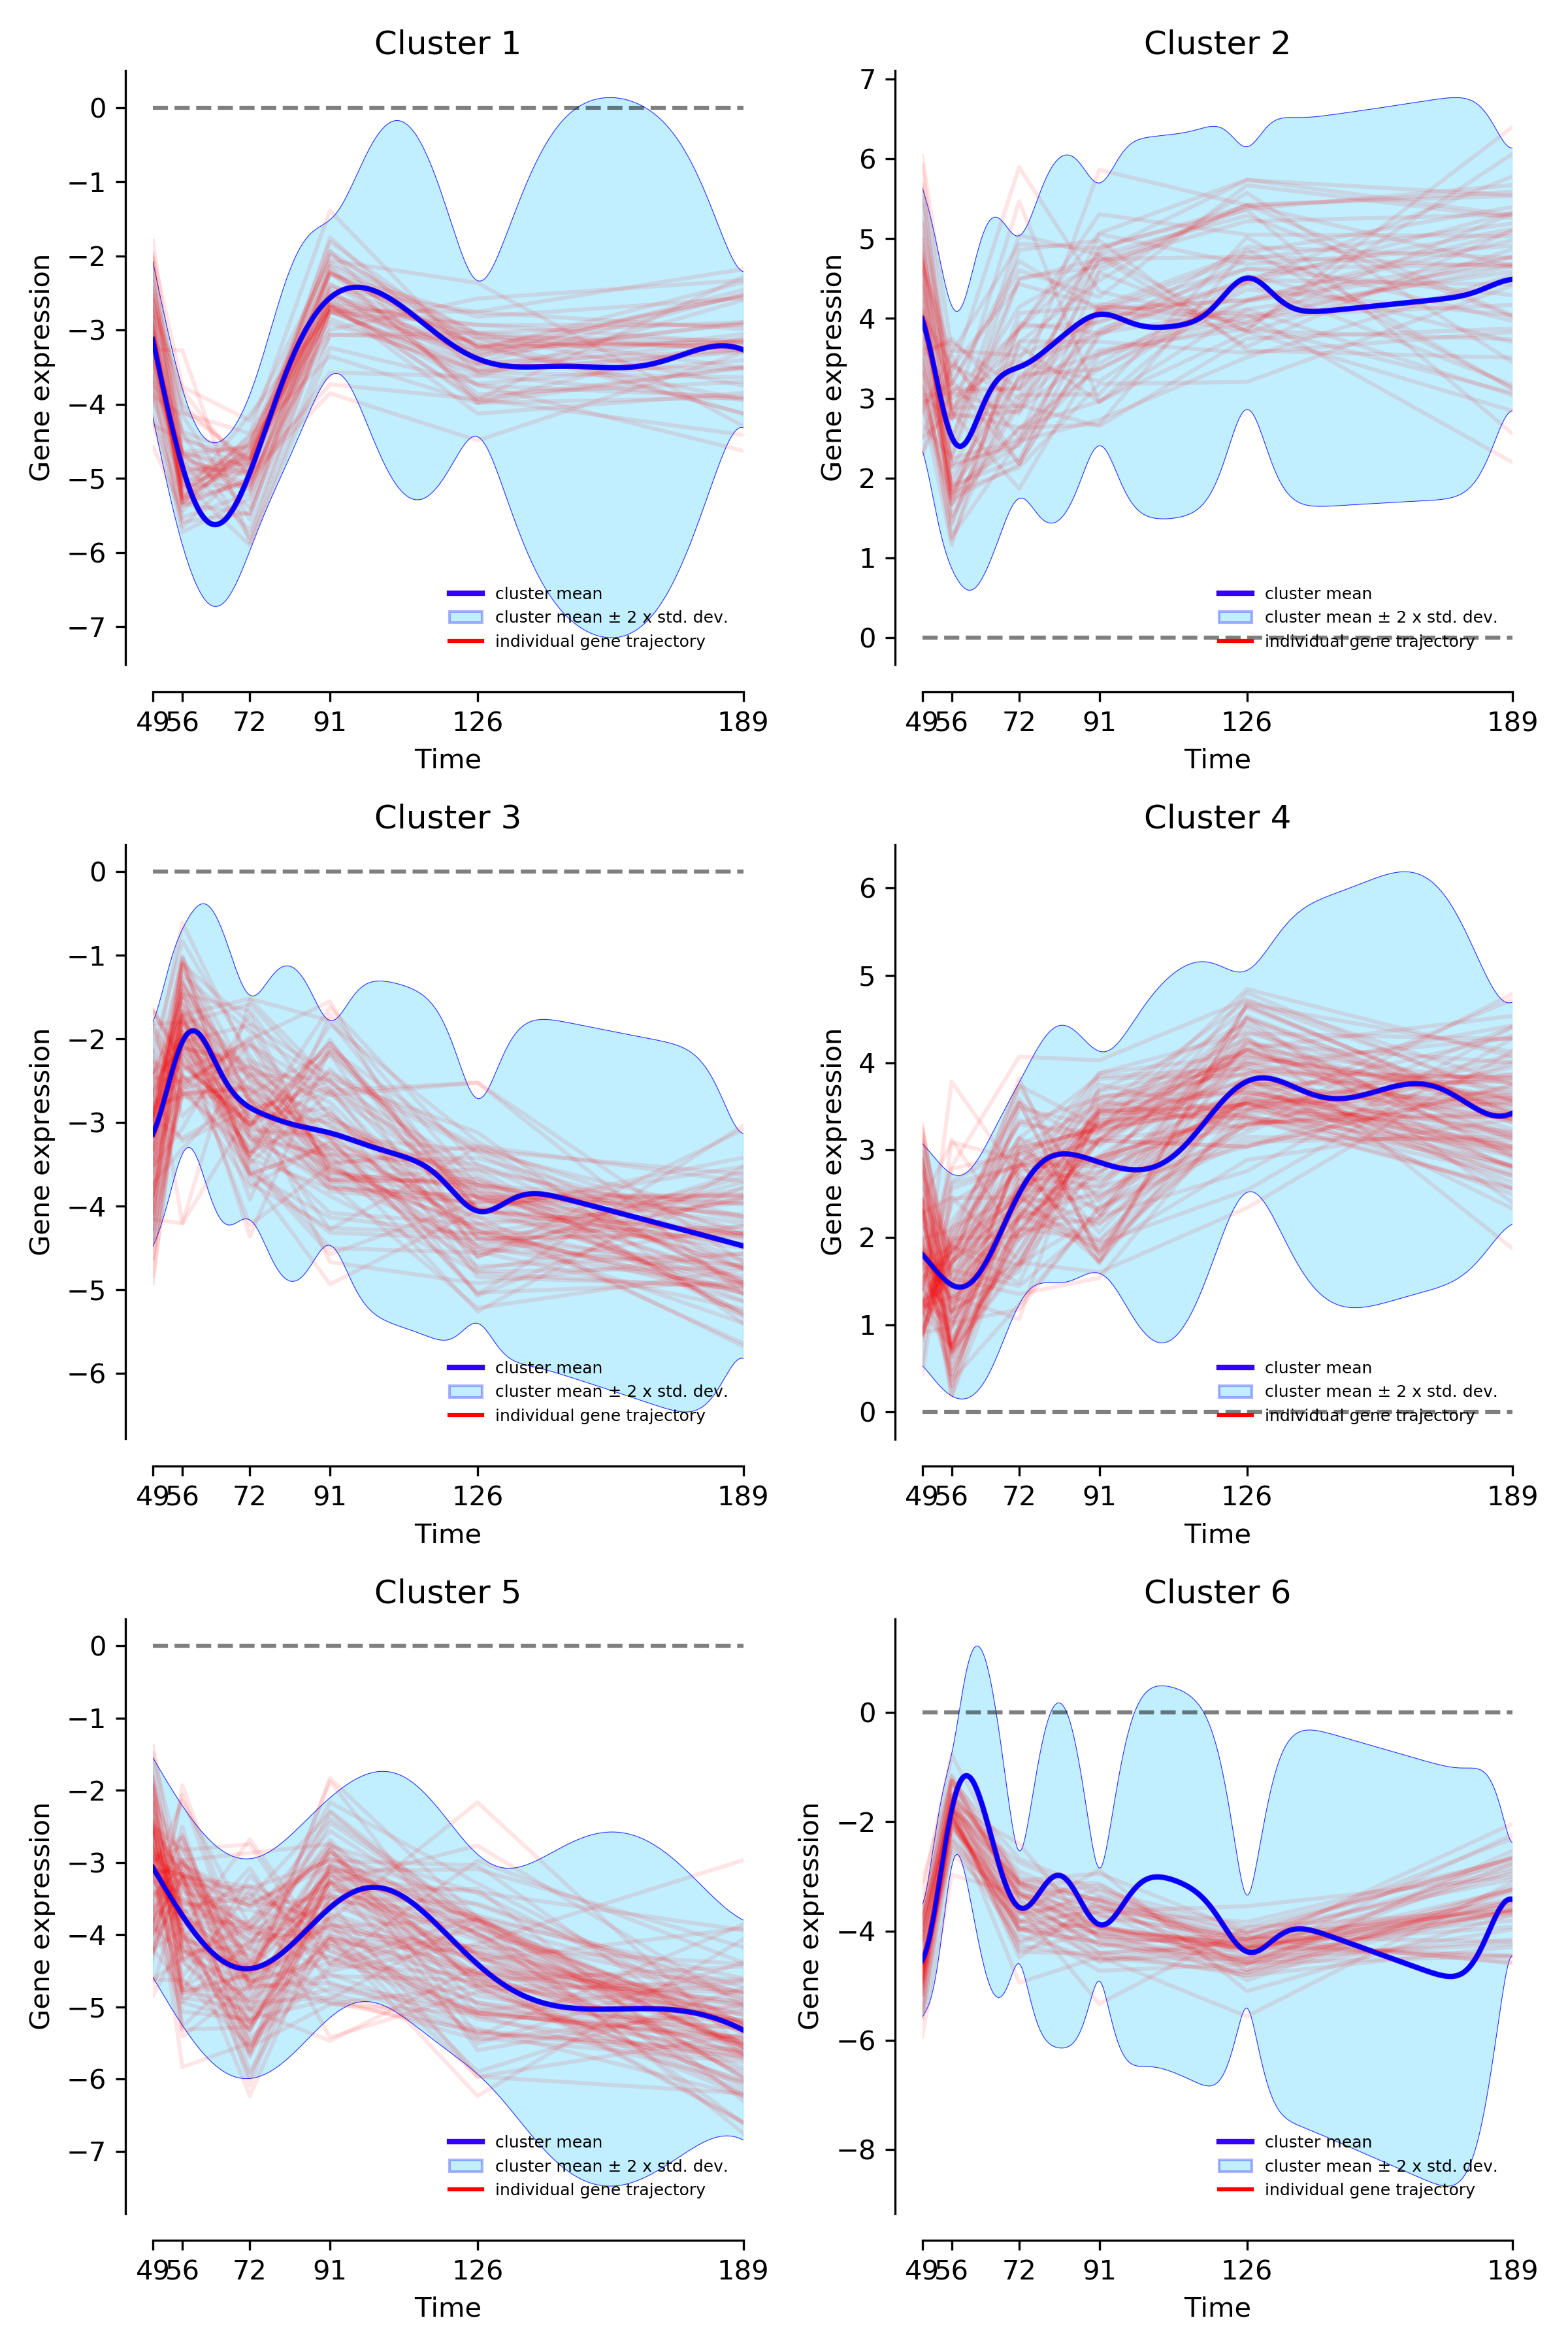 Cluster 1
Gene expression
0
−1
−2
−3
−4
−5
−6
−7
cluster mean
cluster mean ± 2 x std. dev.
individual gene trajectory
49 56 72 91 126 189
Time
Cluster 2
Gene expression
7
6
5
4
3
2
1
0
cluster mean
cluster mean ± 2 x std. dev.
individual gene trajectory
49 56 72 91 126 189
Time
Cluster 3
Gene expression
0
−1
−2
−3
−4
−5
−6
cluster mean
cluster mean ± 2 x std. dev.
individual gene trajectory
49 56 72 91 126 189
Time
Cluster 4
Gene expression
6
5
4
3
2
1
0
cluster mean
cluster mean ± 2 x std. dev.
individual gene trajectory
49 56 72 91 126 189
Time
Cluster 5
Gene expression
0
−1
−2
−3
−4
−5
−6
−7
cluster mean
cluster mean ± 2 x std. dev.
individual gene trajectory
49 56 72 91 126 189
Time
Cluster 6
Gene expression
0
−2
−4
−6
−8
cluster mean
cluster mean ± 2 x std. dev.
individual gene trajectory
49 56 72 91 126 189
Time